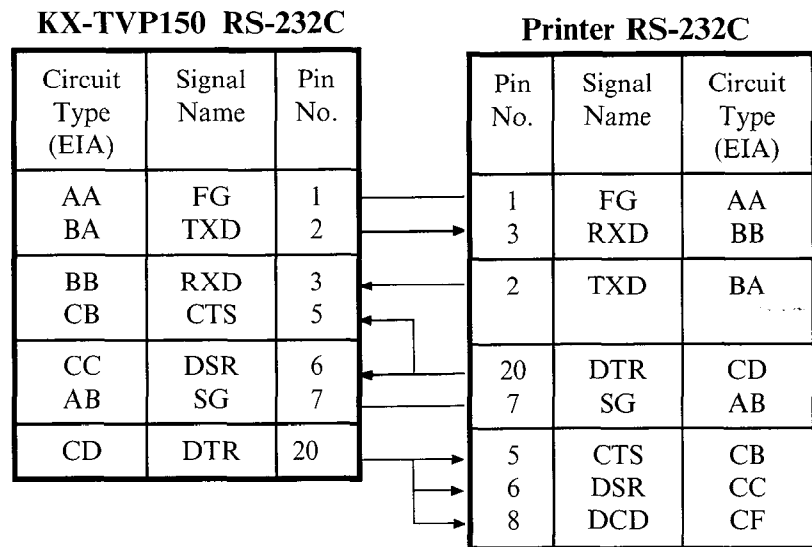 KX-TVP150 RS-232C
Circuit Type (EIA) Signal Name Pin No.
AA FG 1
BA TXD 2
BB RXD 3
CB CTS 5
CC DSR 6
AB SG 7
CD DTR 20
Printer RS-232C
Pin No. Signal Name Circuit Type (EIA)
1 FG AA
3 RXD BB
2 TXD BA
20 DTR CD
7 SG AB
5 CTS CB
6 DSR CC
8 DCD CF